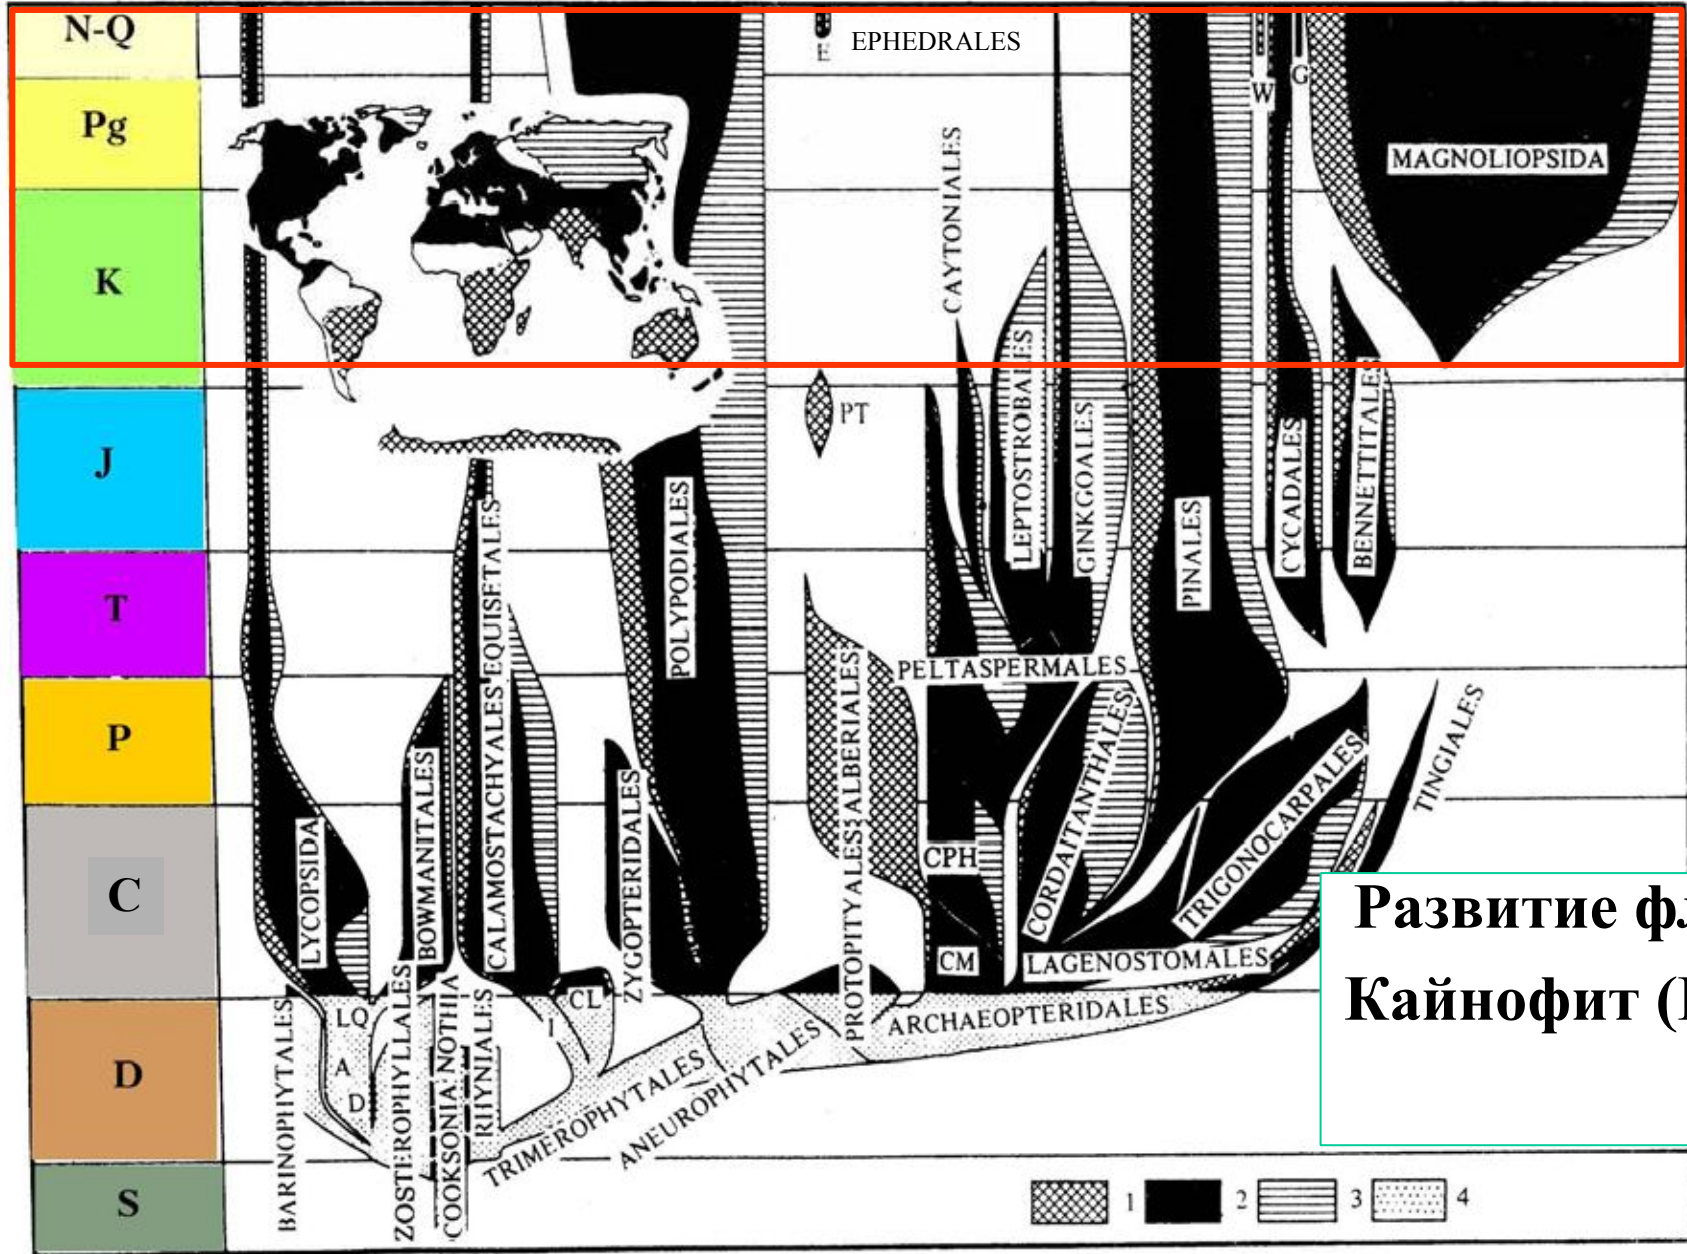 N-Q
Pg
K
J
T
P
C
D
S
E
EPHEDRALES
W
G
MAGNOLIOPSIDA
CAYTONIALES
PT
LEPTOSTROBALES
GINKGOALES
PINALES
CYCADALES
BENNETTITALES
POLYPODIALES
EQUISETALES
PELTASPERMALES
ALBERIALES
TINGIALES
LYCOPSIDA
BOWMANITALES
CALAMOSTACHYALES
ZYGOPTERIDALES
PROTOPITYALES
CPH
CORDAITANTHALES
TRIGONOCARPALES
CM
LAGENOSTOMALES
BARINOPHYTALES
LQ
A
D
ZOSTEROPHYLLALES
COOKSONIA
NOTHIA
RHYNIALES
I
CL
TRIMEROPHYTALES
ANEUROPHYTALES
ARCHAEOPTERIDALES
Развитие
Кайнофит
1
2
3
4